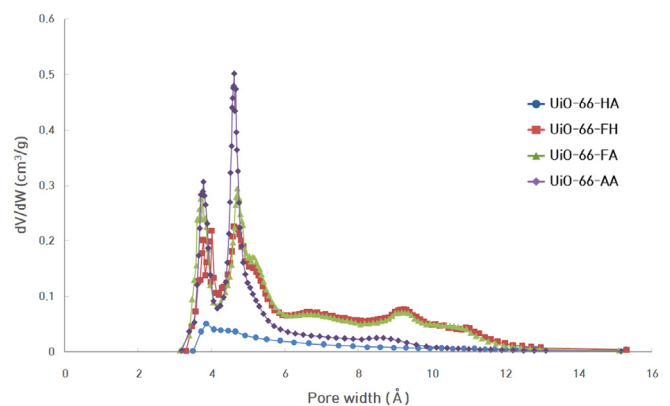 0,6
0,5
0,4
0,3
0,2
0,1
0
dV/dW (cm³/g)
0 2 4 6 8 10 12 14 16
Pore width (Å)
UiO-66-HA
UiO-66-FH
UiO-66-FA
UiO-66-AA